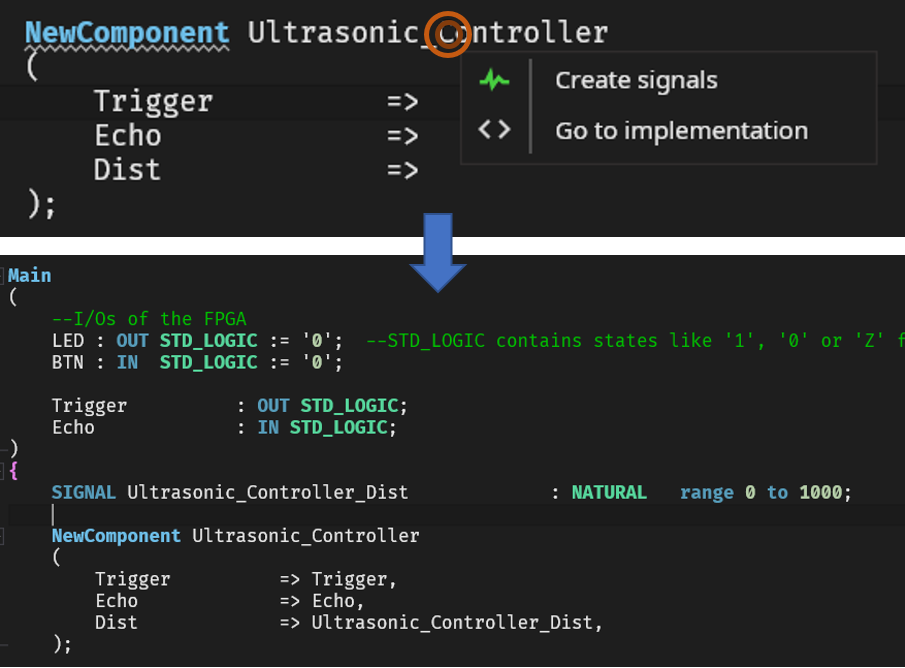 NewComponent Ultrasonic_Controller
(
Create signals
Trigger =>
Go to implementation
Echo =>
Dist =>
);
Main
(
--I/Os of the FPGA
LED : OUT STD_LOGIC := '0'; --STD_LOGIC contains states like '1', '0' or 'Z'
BTN : IN STD_LOGIC := '0';
Trigger : OUT STD_LOGIC;
Echo : IN STD_LOGIC;
)
{
SIGNAL Ultrasonic_Controller_Dist : NATURAL range 0 to 1000;
NewComponent Ultrasonic_Controller
(
Trigger => Trigger,
Echo => Echo,
Dist => Ultrasonic_Controller_Dist,
);